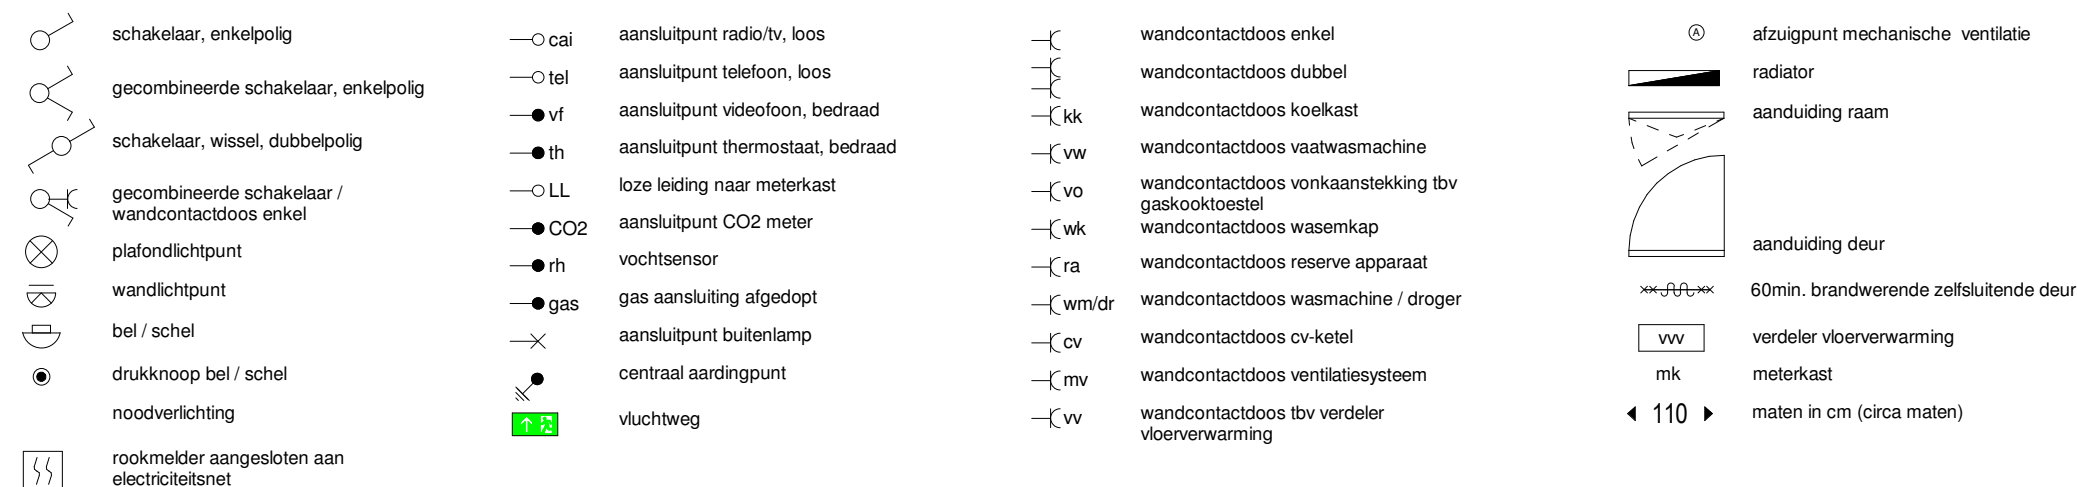 schakelaar, enkelpolig
gecombineerde schakelaar, enkelpolig
schakelaar, wissel, dubbelpolig
gecombineerde schakelaar /
wandcontactdoos enkel
plafondlichtpunt
wandlichtpunt
bel / schel
drukknoop bel / schel
noodverlichting
rookmelder aangesloten aan
electriciteitsnet
cai aansluitpunt radio/tv, loos
tel aansluitpunt telefoon, loos
vf aansluitpunt videofoon, bedraad
th aansluitpunt thermostaat, bedraad
LL loze leiding naar meterkast
CO2 aansluitpunt CO2 meter
rh vochtsensor
gas gas aansluiting afgedopt
aansluitpunt buitenlamp
centraal aardingpunt
vluchtweg
wandcontactdoos enkel
wandcontactdoos dubbel
kk wandcontactdoos koelkast
vw wandcontactdoos vaatwasmachine
vo wandcontactdoos vonkaanstekking tbv
gaskooktoestel
wk wandcontactdoos wasemkap
ra wandcontactdoos reserve apparaat
wm/dr wandcontactdoos wasmachine / droger
cv wandcontactdoos cv-ketel
mv wandcontactdoos ventilatiesysteem
vv wandcontactdoos tbv verdeler
vloerverwarming
A afzuigpunt mechanische ventilatie
radiator
aanduiding raam
aanduiding deur
60min. brandwerende zelfsluitende deur
vvv verdeler vloerverwarming
mk meterkast
110 maten in cm (circa maten)